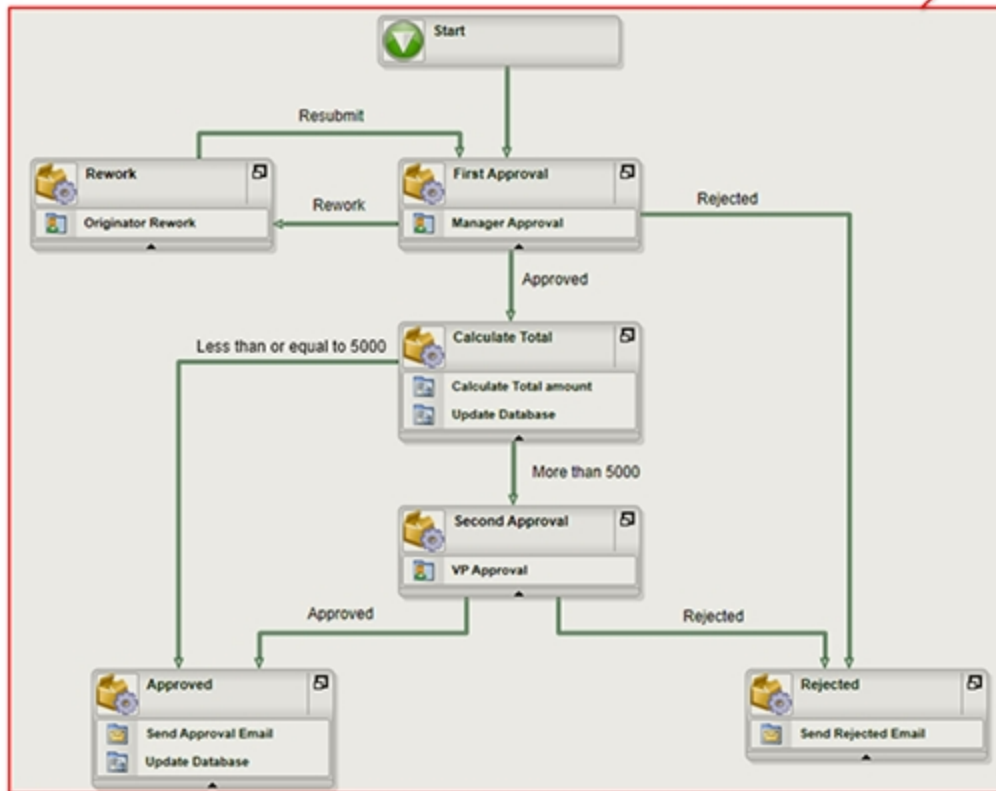 Start
Resubmit
Rework
Originator Rework
Rework
First Approval
Manager Approval
Rejected
Approved
Less than or equal to 5000
Calculate Total
Calculate Total amount
Update Database
More than 5000
Second Approval
VP Approval
Approved
Rejected
Approved
Send Approval Email
Update Database
Rejected
Send Rejected Email